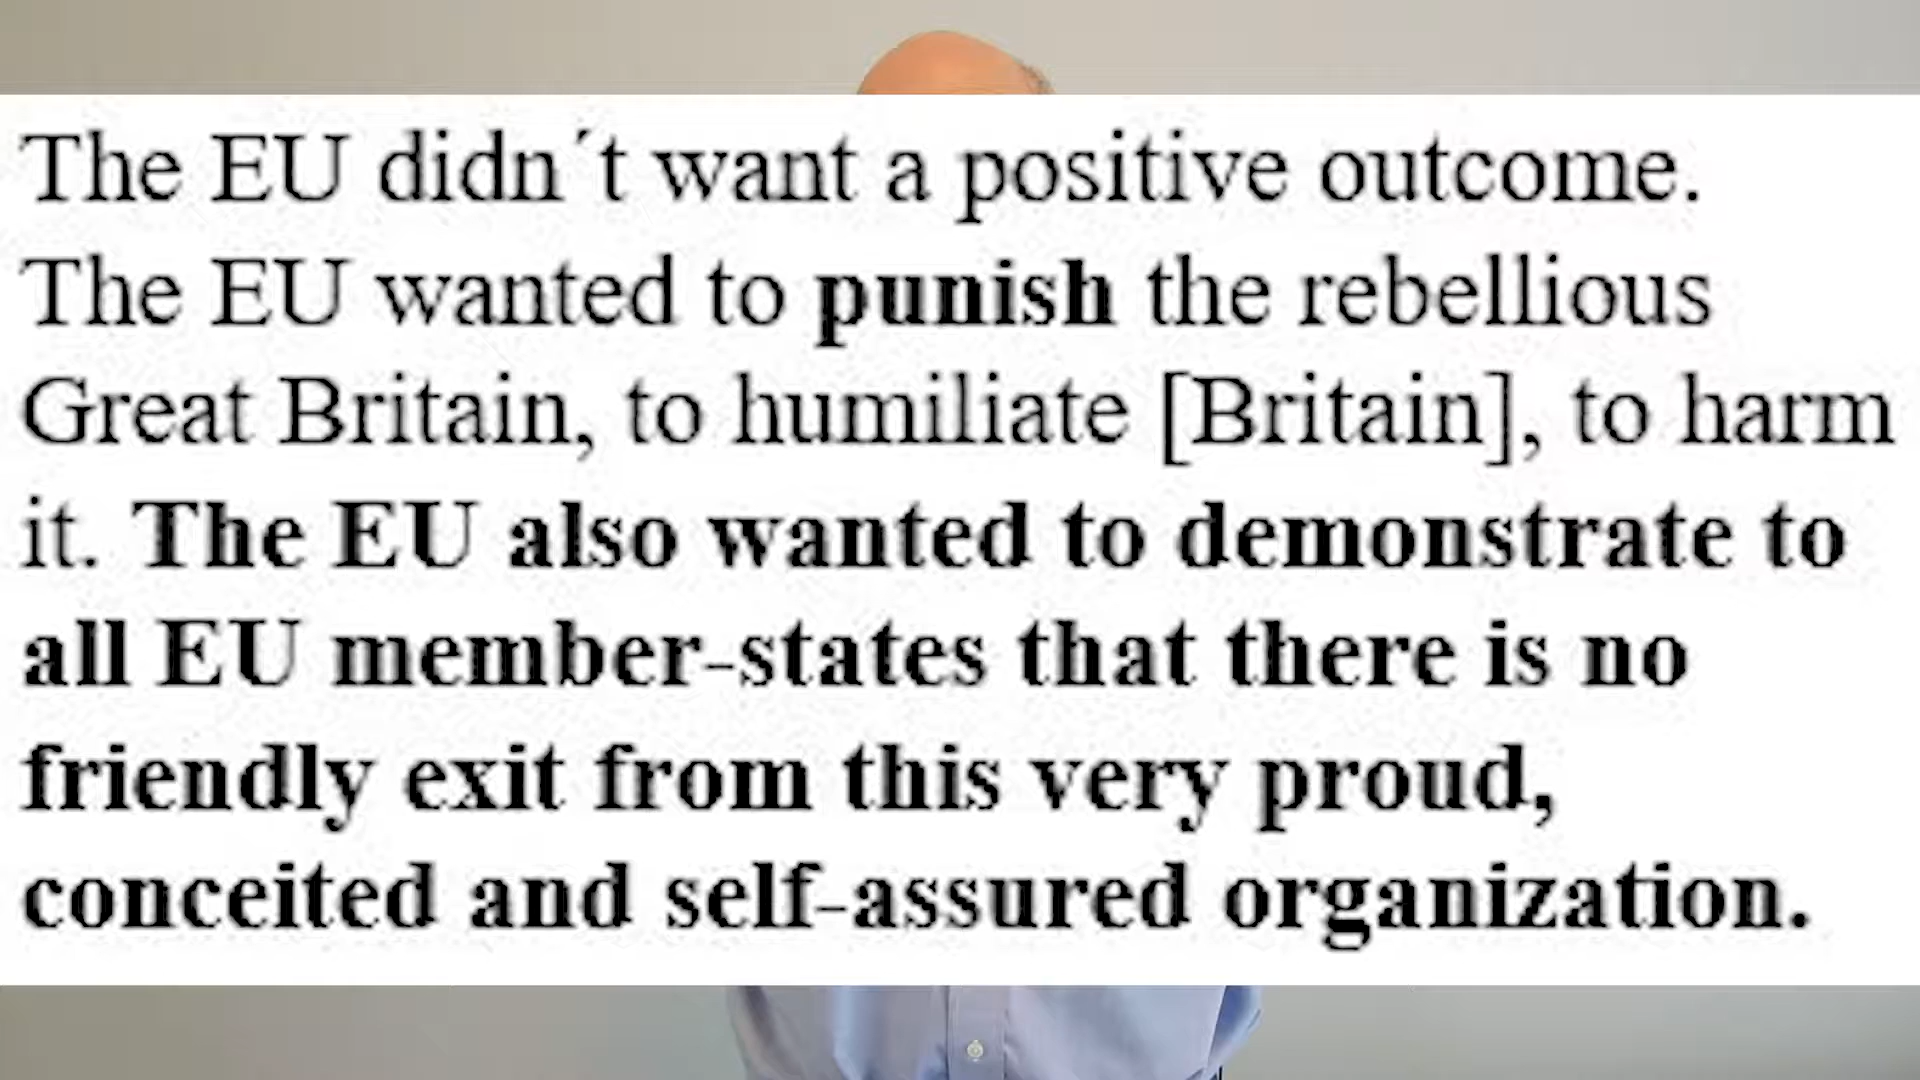 The EU didn´t want a positive outcome.
The EU wanted to punish the rebellious
Great Britain, to humiliate [Britain], to harm
it. The EU also wanted to demonstrate to
all EU member-states that there is no
friendly exit from this very proud,
conceited and self-assured organization.